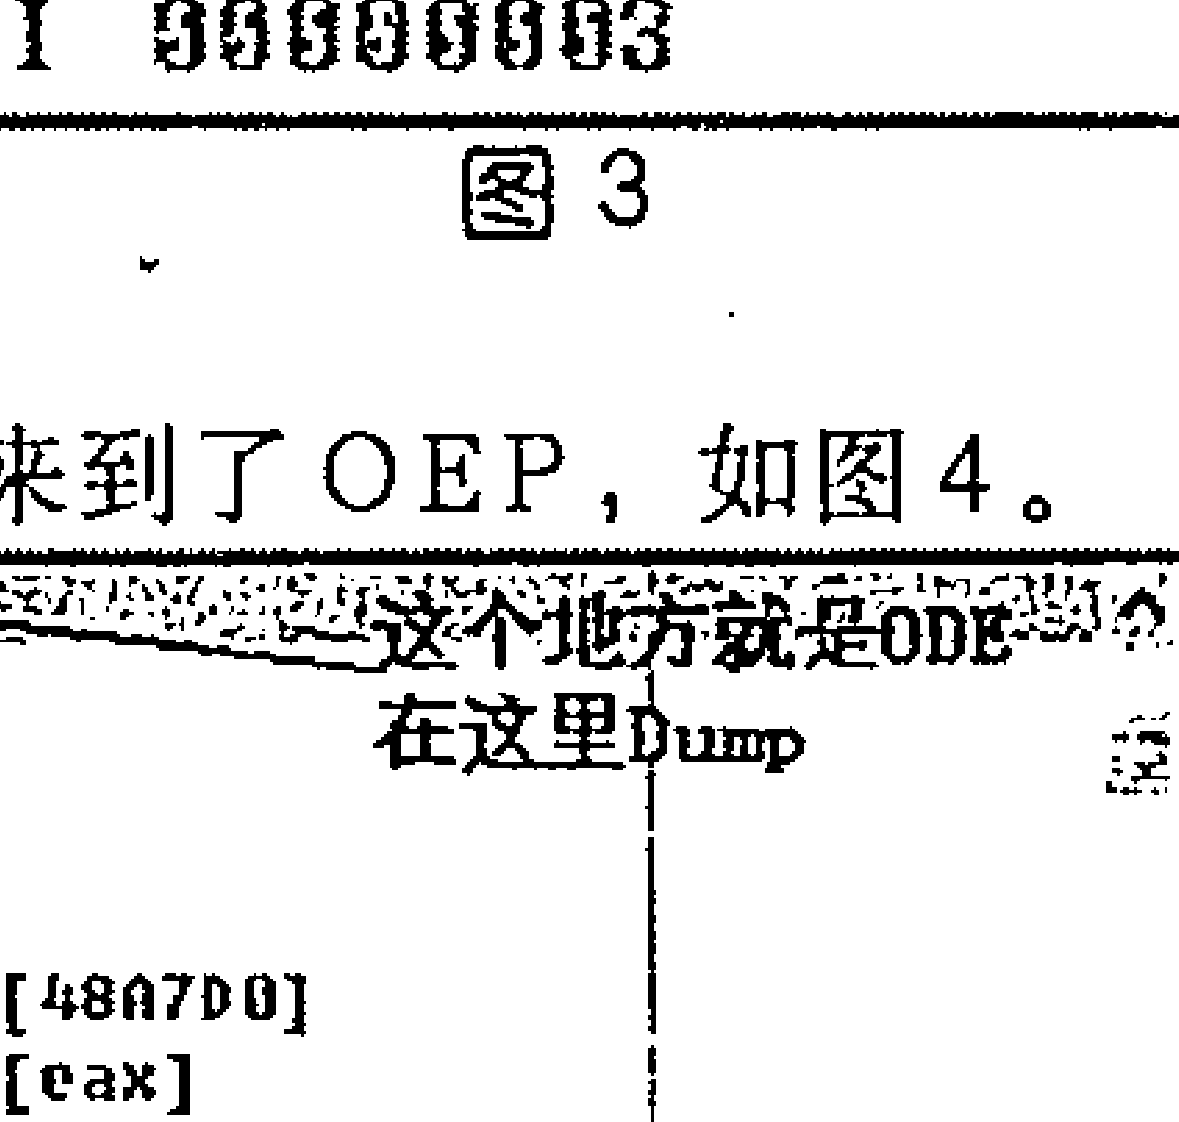 I 00000003
图 3
来到了OEP，如图4。
这个地方就是ODE
在这里Dump
[48A7D0]
[eax]